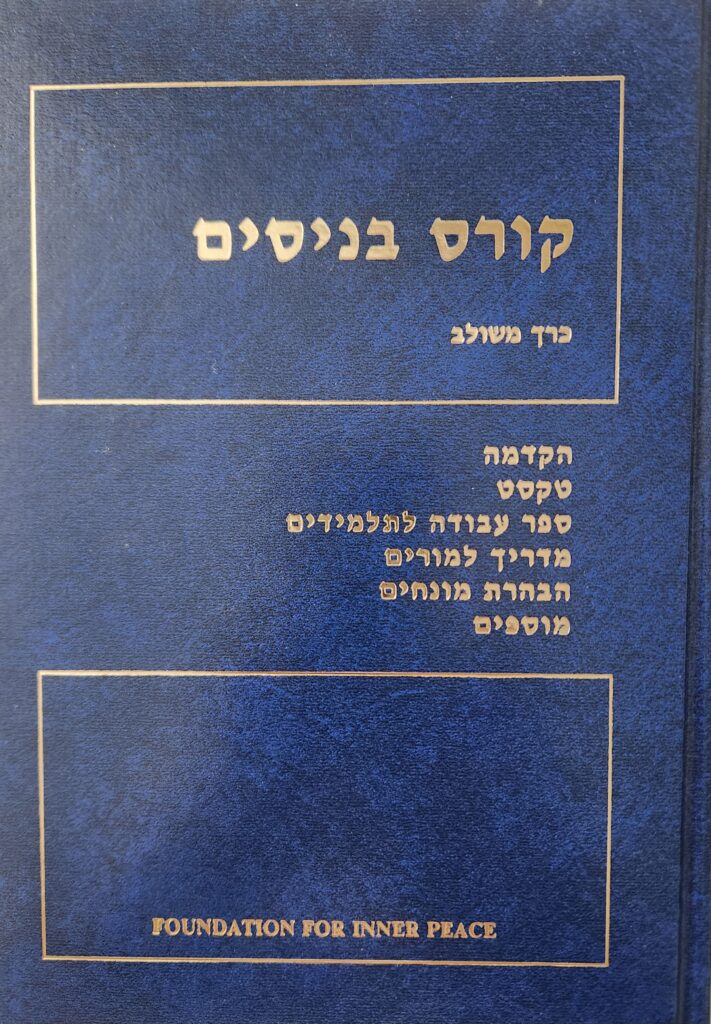 קורס בניסים
כרך משולב
הקדמה
טקסט
ספר עבודה לתלמידים
מדריך למורים
הבהרת מונחים
מוספים
FOUNDATION FOR INNER PEACE